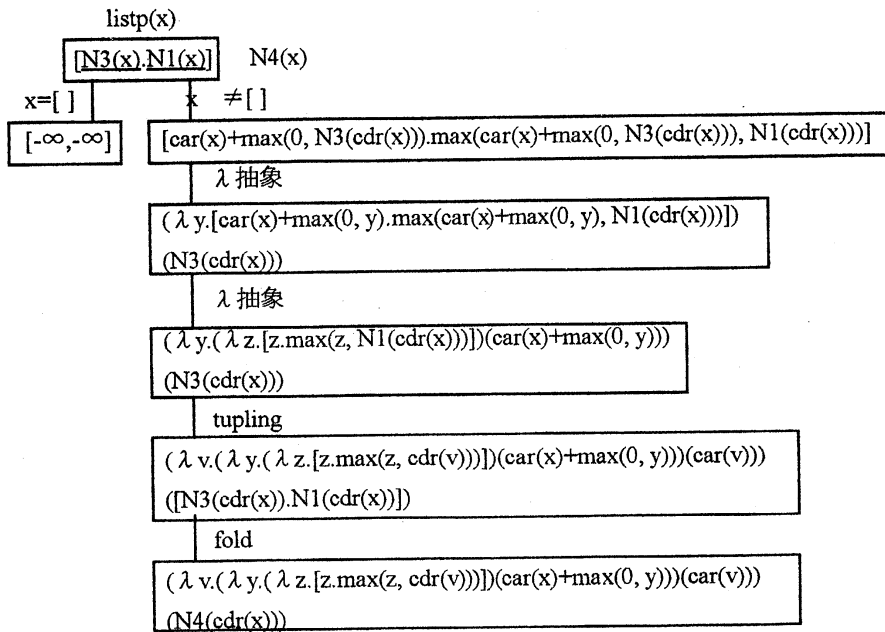 listp(x)
[N3(x).N1(x)] N4(x)
x=[ ] x ≠[ ]
[-∞,-∞] [car(x)+max(0, N3(cdr(x))).max(car(x)+max(0, N3(cdr(x))), N1(cdr(x)))]
λ 抽象
(λ y.[car(x)+max(0, y).max(car(x)+max(0, y), N1(cdr(x)))])
(N3(cdr(x)))
λ 抽象
(λ y.(λ z.[z.max(z, N1(cdr(x)))])(car(x)+max(0, y)))
(N3(cdr(x)))
tupling
(λ v.(λ y.(λ z.[z.max(z, cdr(v)))])(car(x)+max(0, y)))(car(v)))
([N3(cdr(x)).N1(cdr(x))])
fold
(λ v.(λ y.(λ z.[z.max(z, cdr(v)))])(car(x)+max(0, y)))(car(v)))
(N4(cdr(x)))